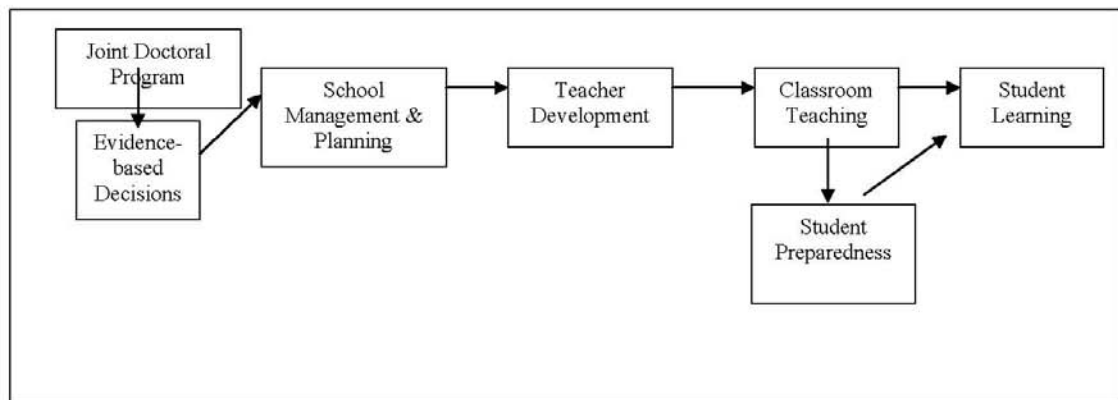 Joint Doctoral
Program
Evidence-
based
Decisions
School
Management &
Planning
Teacher
Development
Classroom
Teaching
Student
Learning
Student
Preparedness